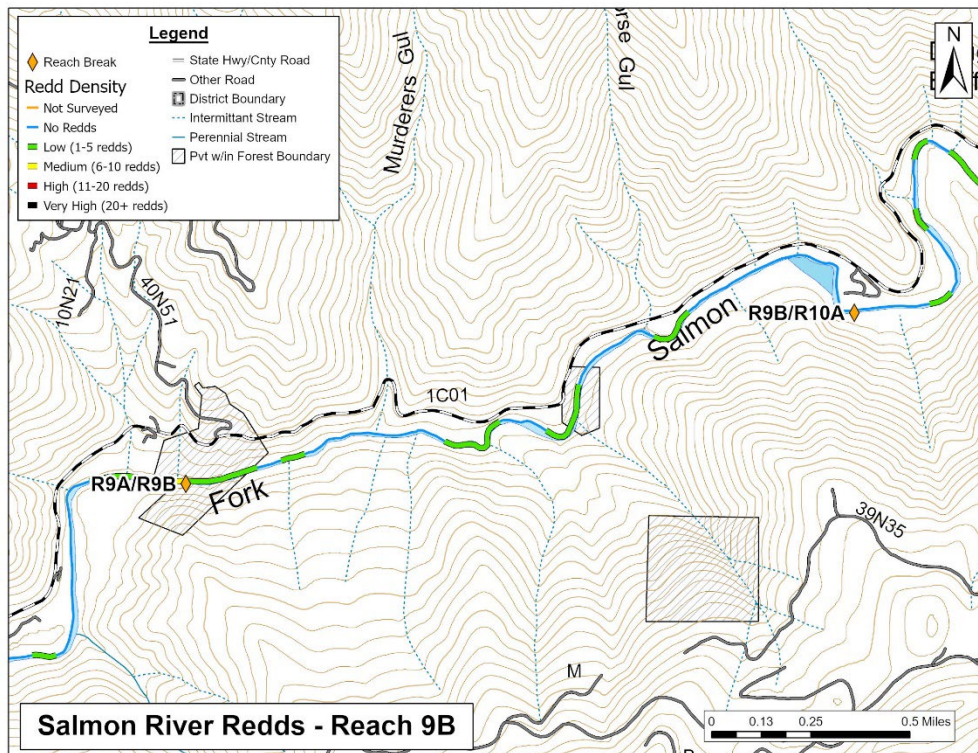 Legend
Reach Break
Redd Density
Not Surveyed
No Redds
Low (1-5 redds)
Medium (6-10 redds)
High (11-20 redds)
Very High (20+ redds)
State Hwy/Cnty Road
Other Road
District Boundary
Intermittant Stream
Perennial Stream
Pvt w/in Forest Boundary
Murderers Gul
orse Gul
N
10N21
40N51
1C01
Salmon
R9B/R10A
R9A/R9B
Fork
39N35
M
Salmon River Redds - Reach 9B
0 0.13 0.25 0.5 Miles